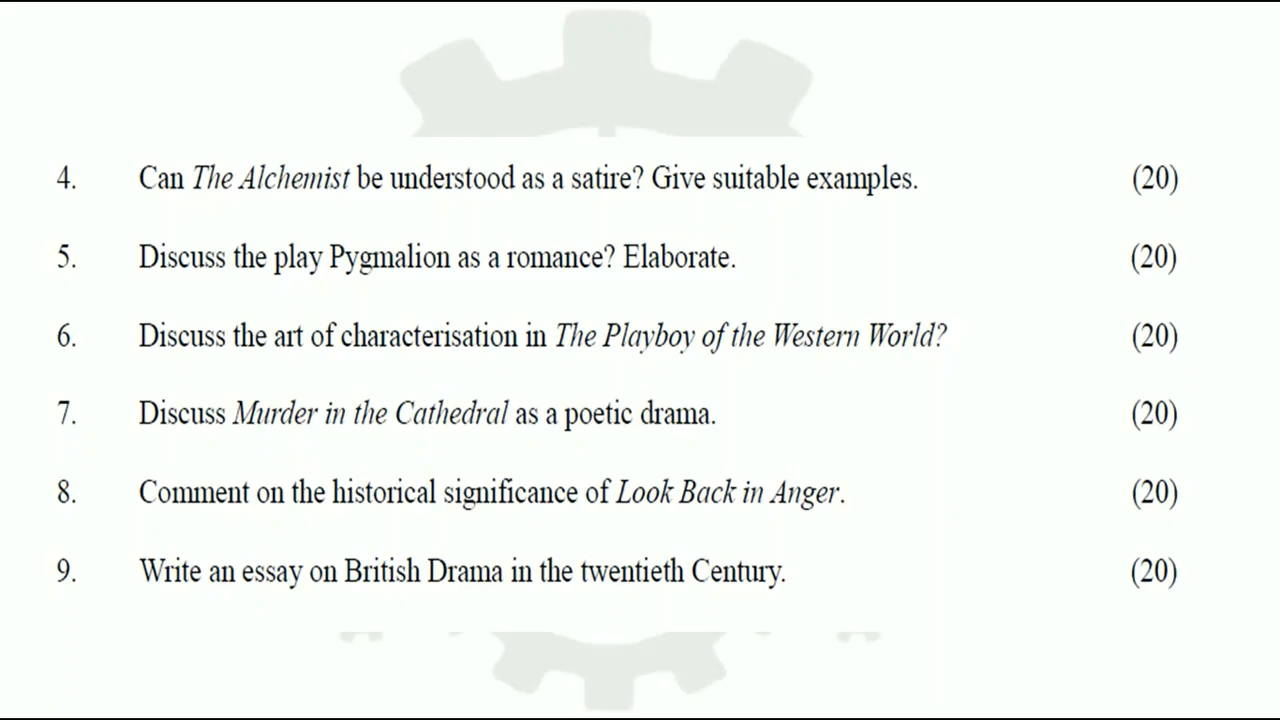 4. Can The Alchemist be understood as a satire? Give suitable examples. (20)
5. Discuss the play Pygmalion as a romance? Elaborate. (20)
6. Discuss the art of characterisation in The Playboy of the Western World? (20)
7. Discuss Murder in the Cathedral as a poetic drama. (20)
8. Comment on the historical significance of Look Back in Anger. (20)
9. Write an essay on British Drama in the twentieth Century. (20)